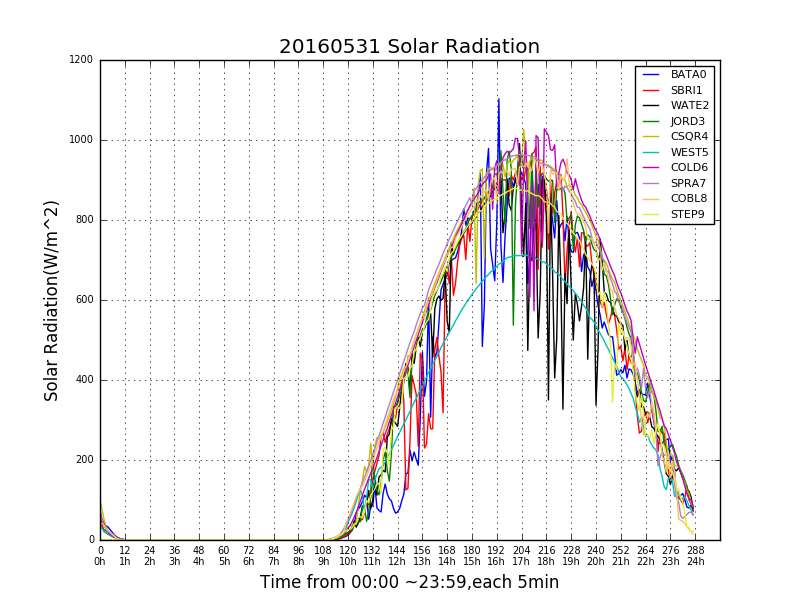 20160531 Solar Radiation
1200
1000
800
600
400
200
0
Solar Radiation(W/m^2)
BATA0
SBRI1
WATE2
JORD3
CSQR4
WEST5
COLD6
SPRA7
COBL8
STEP9
0 12 24 36 48 60 72 84 96 108 120 132 144 156 168 180 192 204 216 228 240 252 264 276 288
0h 1h 2h 3h 4h 5h 6h 7h 8h 9h 10h 11h 12h 13h 14h 15h 16h 17h 18h 19h 20h 21h 22h 23h 24h
Time from 00:00 ~23:59,each 5min